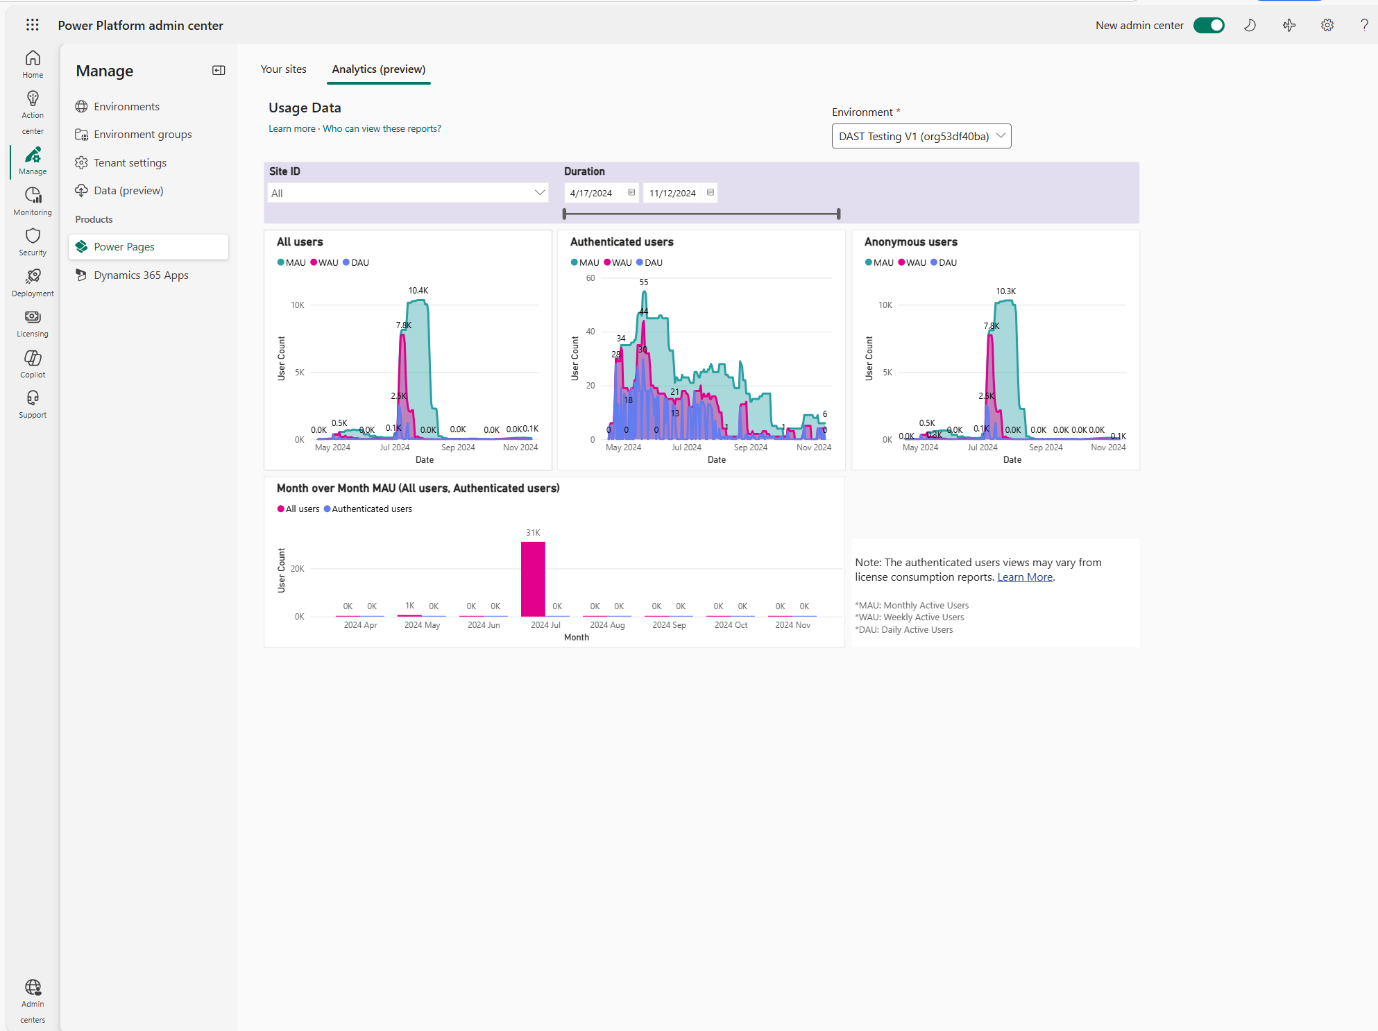 Power Platform admin center
New admin center
Home
Action
center
Manage
Monitoring
Security
Deployment
Licensing
Copilot
Support
Admin
centers
Manage
Environments
Environment groups
Tenant settings
Data (preview)
Products
Power Pages
Dynamics 365 Apps
Your sites
Analytics (preview)
Usage Data
Learn more · Who can view these reports?
Environment *
DAST Testing V1 (org53df40ba)
Site ID
All
Duration
4/17/2024
11/12/2024
All users
MAU WAU DAU
10.4K
10K
7.9K
User Count
5K
2.5K
0.0K 0.5K 0.0K 0.1K 0.0K 0.0K 0.0K 0.0K 0.1K
0K
May 2024 Jul 2024 Sep 2024 Nov 2024
Date
Authenticated users
MAU WAU DAU
60
55
44
40
34
30
28
User Count
20
21
18
13
0 0 0 1 1 6 0
0
May 2024 Jul 2024 Sep 2024 Nov 2024
Date
Anonymous users
MAU WAU DAU
10.3K
10K
7.8K
User Count
5K
2.5K
0.0K 0.5K 0.0K 0.1K 0.0K 0.0K 0.0K 0.0K 0.0K 0.1K
0K
May 2024 Jul 2024 Sep 2024 Nov 2024
Date
Month over Month MAU (All users, Authenticated users)
All users Authenticated users
31K
User Count
20K
0K 0K 1K 0K 0K 0K 0K 0K 0K 0K 0K 0K 0K 0K 0K
0K
2024 Apr 2024 May 2024 Jun 2024 Jul 2024 Aug 2024 Sep 2024 Oct 2024 Nov
Month
Note: The authenticated users views may vary from
license consumption reports. Learn More.
*MAU: Monthly Active Users
*WAU: Weekly Active Users
*DAU: Daily Active Users